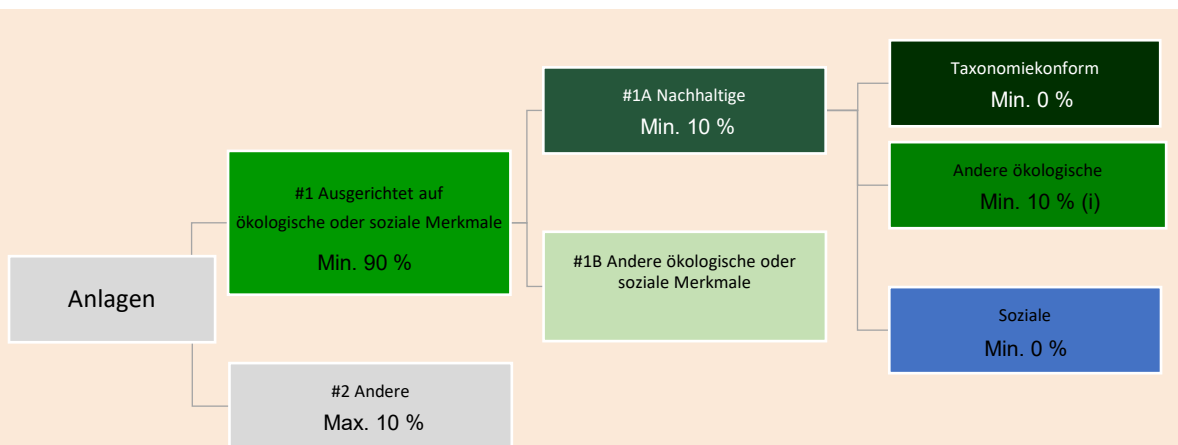 Anlagen
#1 Ausgerichtet auf
ökologische oder soziale Merkmale
Min. 90 %
#2 Andere
Max. 10 %
#1A Nachhaltige
Min. 10 %
#1B Andere ökologische oder
soziale Merkmale
Taxonomiekonform
Min. 0 %
Andere ökologische
Min. 10 % (i)
Soziale
Min. 0 %